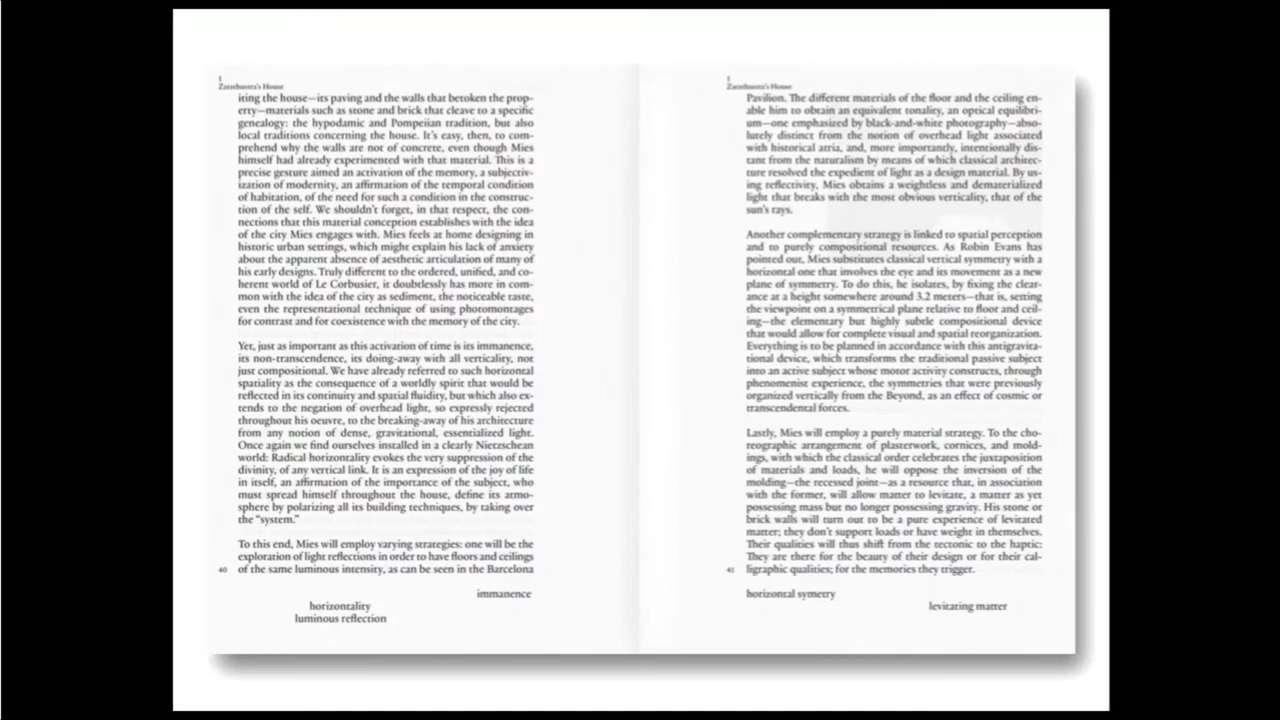 1
Zarathustra's House
iting the house—its paving and the walls that betoken the prop-
erty—materials such as stone and brick that cleave to a specific
genealogy: the hypodamic and Pompeiian tradition, but also
local traditions concerning the house. It's easy, then, to com-
prehend why the walls are not of concrete, even though Mies
himself had already experimented with that material. This is a
precise gesture aimed an activation of the memory, a subjectiv-
ization of modernity, an affirmation of the temporal condition
of habitation, of the need for such a condition in the construc-
tion of the self. We shouldn't forget, in that respect, the con-
nections that this material conception establishes with the idea
of the city Mies engages with. Mies feels at home designing in
historic urban settings, which might explain his lack of anxiety
about the apparent absence of aesthetic articulation of many of
his early designs. Truly different to the ordered, unified, and co-
herent world of Le Corbusier, it doubtlessly has more in com-
mon with the idea of the city as sediment, the noticeable taste,
even the representational technique of using photomontages
for contrast and for coexistence with the memory of the city.
Yet, just as important as this activation of time is its immanence,
its non-transcendence, its doing-away with all verticality, not
just compositional. We have already referred to such horizontal
spatiality as the consequence of a worldly spirit that would be
reflected in its continuity and spatial fluidity, but which also ex-
tends to the negation of overhead light, so expressly rejected
throughout his oeuvre, to the breaking-away of his architecture
from any notion of dense, gravitational, essentialized light.
Once again we find ourselves installed in a clearly Nietzschean
world: Radical horizontality evokes the very suppression of the
divinity, of any vertical link. It is an expression of the joy of life
in itself, an affirmation of the importance of the subject, who
must spread himself throughout the house, define its atmo-
sphere by polarizing all its building techniques, by taking over
the "system."
To this end, Mies will employ varying strategies: one will be the
exploration of light reflections in order to have floors and ceilings
40 of the same luminous intensity, as can be seen in the Barcelona
immanence
horizontality
luminous reflection
1
Zarathustra's House
Pavilion. The different materials of the floor and the ceiling en-
able him to obtain an equivalent tonality, an optical equilibri-
um—one emphasized by black-and-white photography—abso-
lutely distinct from the notion of overhead light associated
with historical atria, and, more importantly, intentionally dis-
tant from the naturalism by means of which classical architec-
ture resolved the expedient of light as a design material. By us-
ing reflectivity, Mies obtains a weightless and dematerialized
light that breaks with the most obvious verticality, that of the
sun's rays.
Another complementary strategy is linked to spatial perception
and to purely compositional resources. As Robin Evans has
pointed out, Mies substitutes classical vertical symmetry with a
horizontal one that involves the eye and its movement as a new
plane of symmetry. To do this, he isolates, by fixing the clear-
ance at a height somewhere around 3.2 meters—that is, setting
the viewpoint on a symmetrical plane relative to floor and ceil-
ing—the elementary but highly subtle compositional device
that would allow for complete visual and spatial reorganization.
Everything is to be planned in accordance with this antigravita-
tional device, which transforms the traditional passive subject
into an active subject whose motor activity constructs, through
phenomenist experience, the symmetries that were previously
organized vertically from the Beyond, as an effect of cosmic or
transcendental forces.
Lastly, Mies will employ a purely material strategy. To the cho-
reographic arrangement of plasterwork, cornices, and mold-
ings, with which the classical order celebrates the juxtaposition
of materials and loads, he will oppose the inversion of the
molding—the recessed joint—as a resource that, in association
with the former, will allow matter to levitate, a matter as yet
possessing mass but no longer possessing gravity. His stone or
brick walls will turn out to be a pure experience of levitated
matter; they don't support loads or have weight in themselves.
Their qualities will thus shift from the tectonic to the haptic:
They are there for the beauty of their design or for their cal-
41 ligraphic qualities; for the memories they trigger.
horizontal symetry
levitating matter